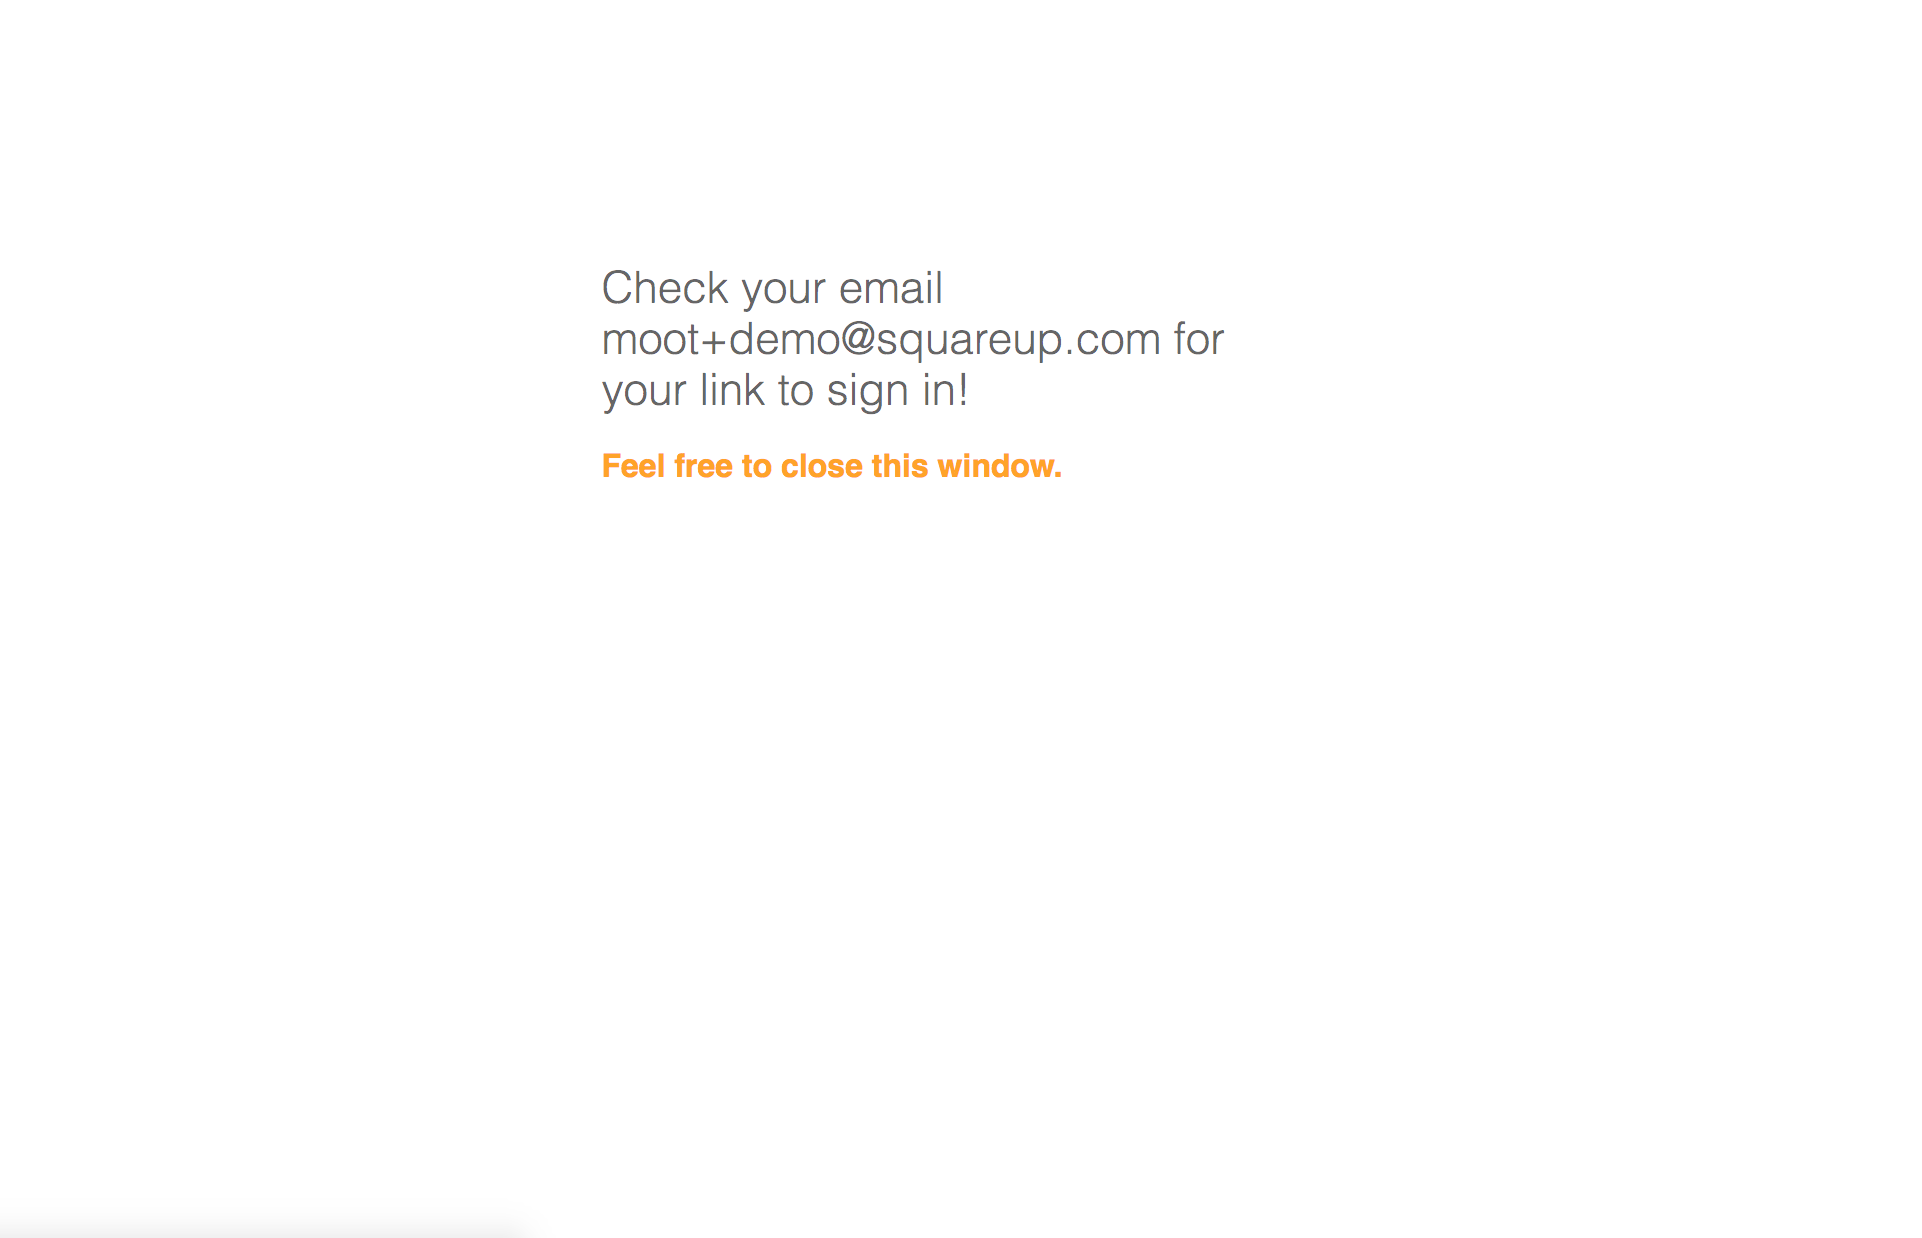 Check your email
moot+demo@squareup.com for
your link to sign in!
Feel free to close this window.